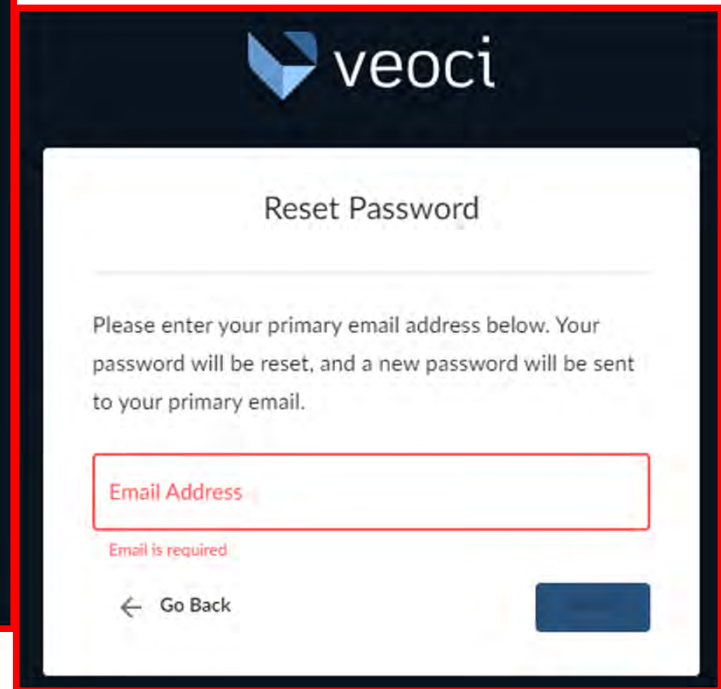 veoci
Reset Password
Please enter your primary email address below. Your
password will be reset, and a new password will be sent
to your primary email.
Email Address
Email is required
← Go Back